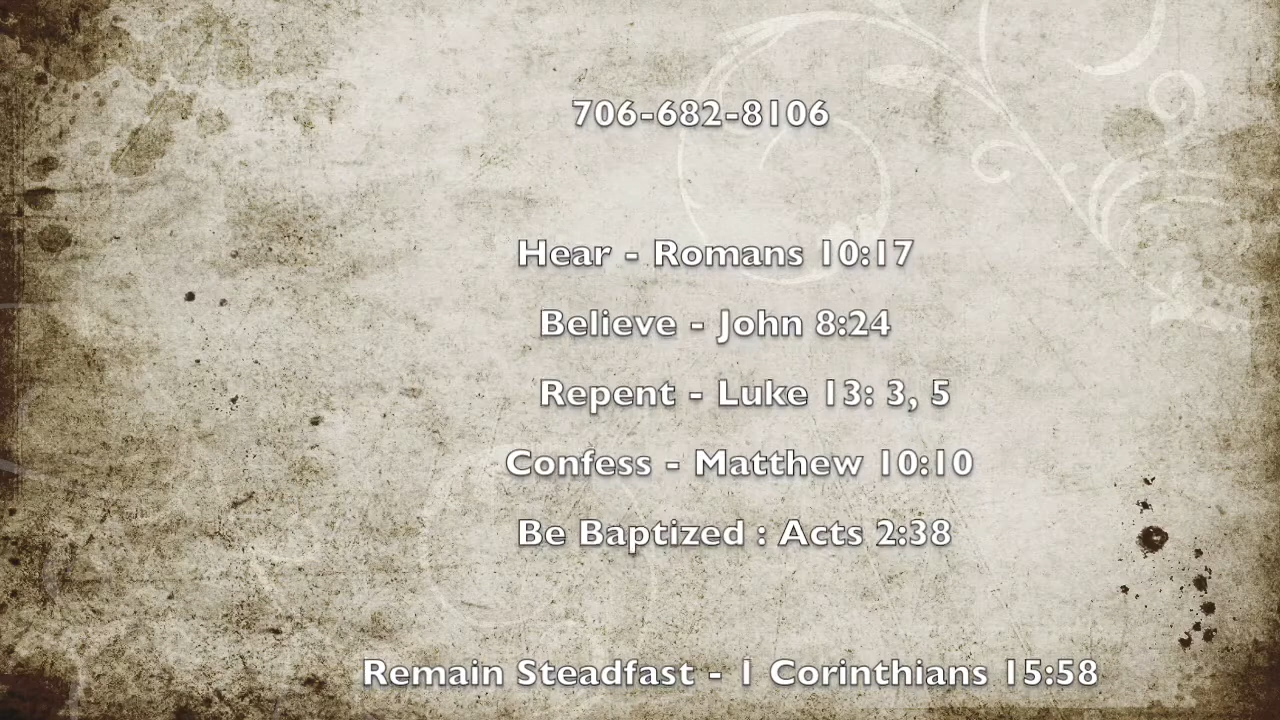 706-682-8106
Hear - Romans 10:17
Believe - John 8:24
Repent - Luke 13: 3, 5
Confess - Matthew 10:10
Be Baptized : Acts 2:38
Remain Steadfast - 1 Corinthians 15:58